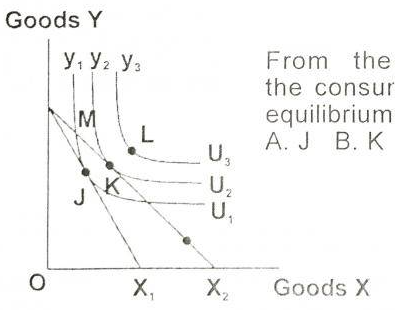 Goods Y
y₁ y₂ y₃
From the
the consur
equilibrium
A. J B. K
M
L
K
J
U₃
U₂
U₁
O
X₁
X₂
Goods X